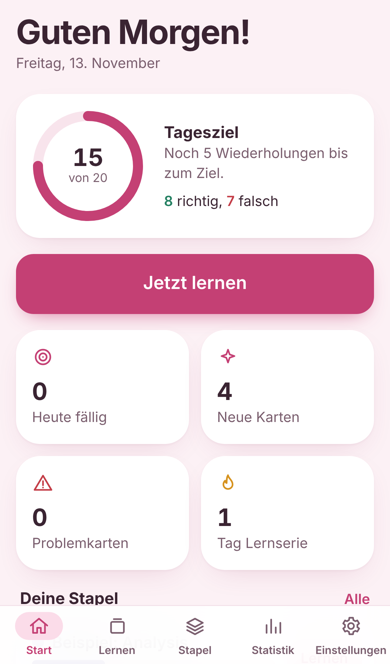 Guten Morgen!
Freitag, 13. November
15
von 20
Tagesziel
Noch 5 Wiederholungen bis
zum Ziel.
8 richtig, 7 falsch
Jetzt lernen
0
Heute fällig
4
Neue Karten
0
Problemkarten
1
Tag Lernserie
Deine Stapel
Alle
Start
Lernen
Stapel
Statistik
Einstellungen